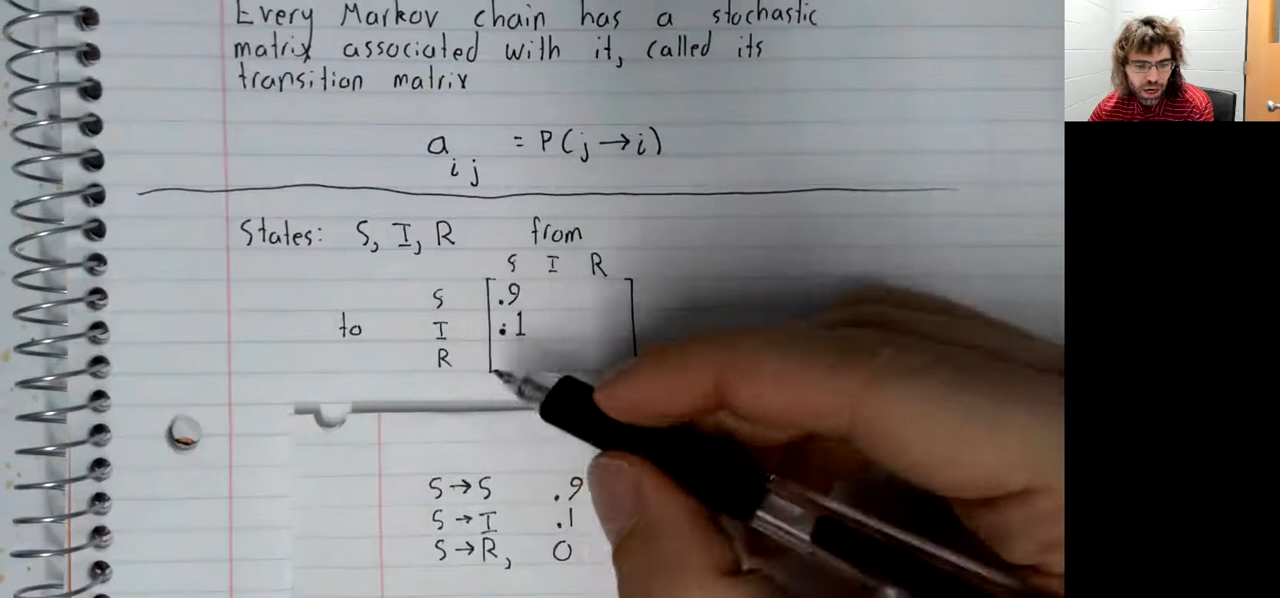 Every Markov chain has a stochastic
matrix associated with it, called its
transition matrix
a_ij = P(j→i)
States: S, I, R from
S I R
S .9
to I .1
R
S→S .9
S→I .1
S→R, 0